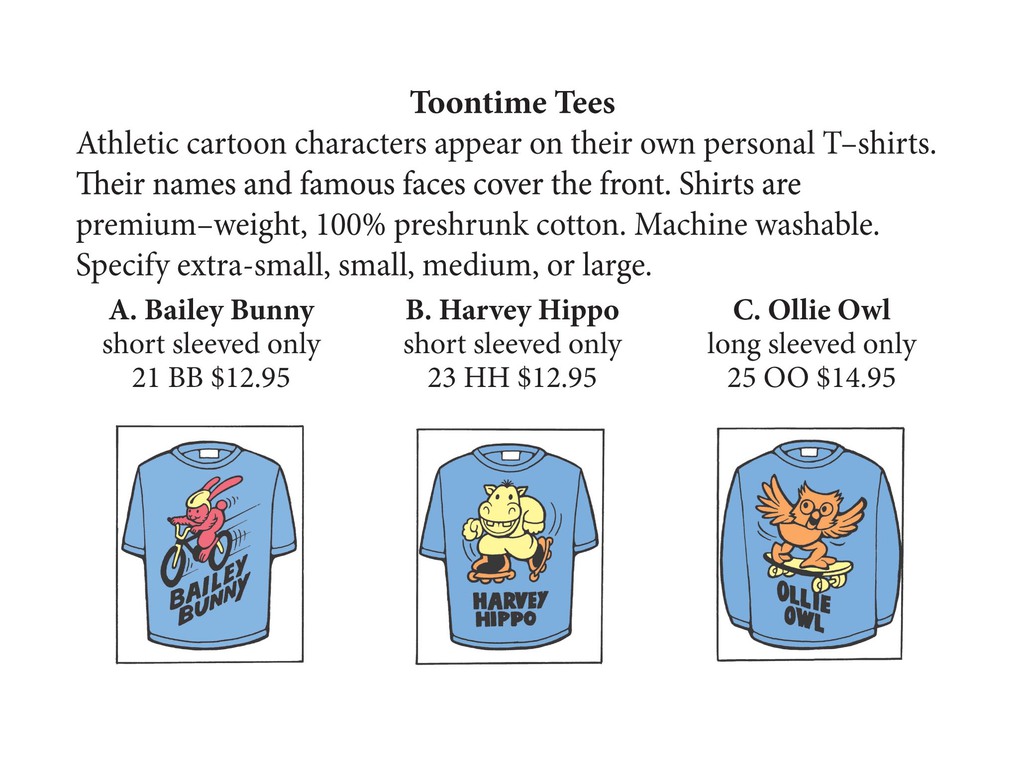 Toontime Tees
Athletic cartoon characters appear on their own personal T–shirts.
Their names and famous faces cover the front. Shirts are
premium–weight, 100% preshrunk cotton. Machine washable.
Specify extra-small, small, medium, or large.
A. Bailey Bunny
short sleeved only
21 BB $12.95
B. Harvey Hippo
short sleeved only
23 HH $12.95
C. Ollie Owl
long sleeved only
25 OO $14.95
BAILEY
BUNNY
HARVEY
HIPPO
OLLIE
OWL